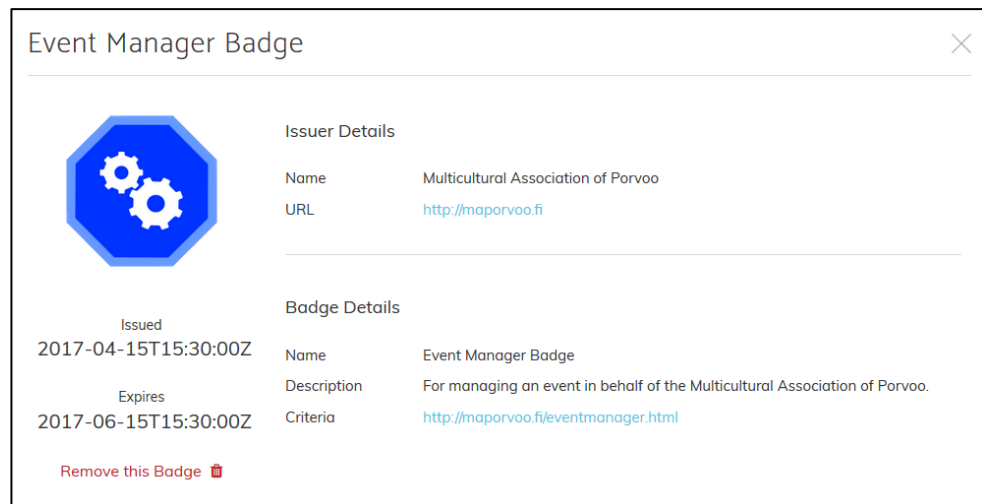 Event Manager Badge
Issuer Details
Name Multicultural Association of Porvoo
URL http://maporvoo.fi
Issued
2017-04-15T15:30:00Z
Expires
2017-06-15T15:30:00Z
Remove this Badge
Badge Details
Name Event Manager Badge
Description For managing an event in behalf of the Multicultural Association of Porvoo.
Criteria http://maporvoo.fi/eventmanager.html